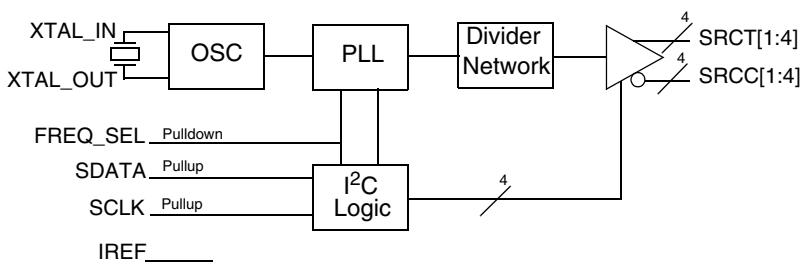 XTAL_IN
OSC
PLL
Divider
Network
4
SRCT[1:4]
XTAL_OUT
4
SRCC[1:4]
FREQ_SEL Pulldown
SDATA Pullup
I²C
Logic
4
SCLK Pullup
IREF